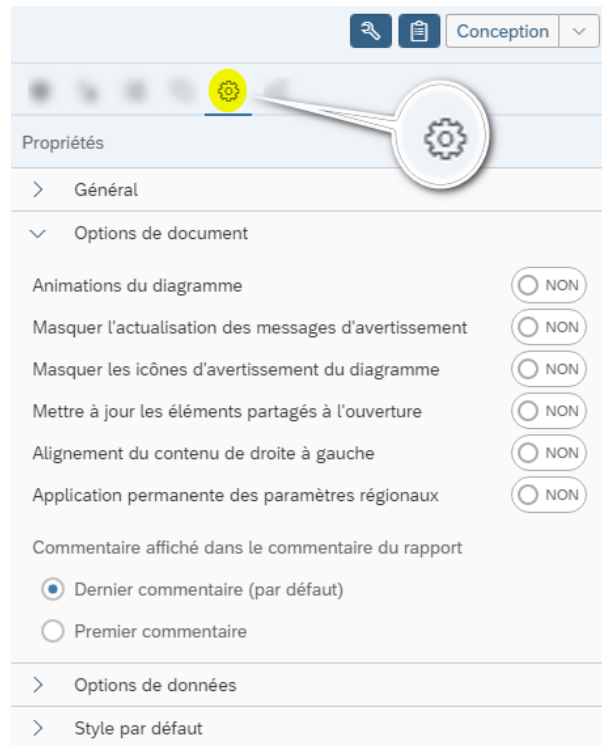 Conception
Propriétés
Général
Options de document
Animations du diagramme NON
Masquer l'actualisation des messages d'avertissement NON
Masquer les icônes d'avertissement du diagramme NON
Mettre à jour les éléments partagés à l'ouverture NON
Alignement du contenu de droite à gauche NON
Application permanente des paramètres régionaux NON
Commentaire affiché dans le commentaire du rapport
Dernier commentaire (par défaut)
Premier commentaire
Options de données
Style par défaut